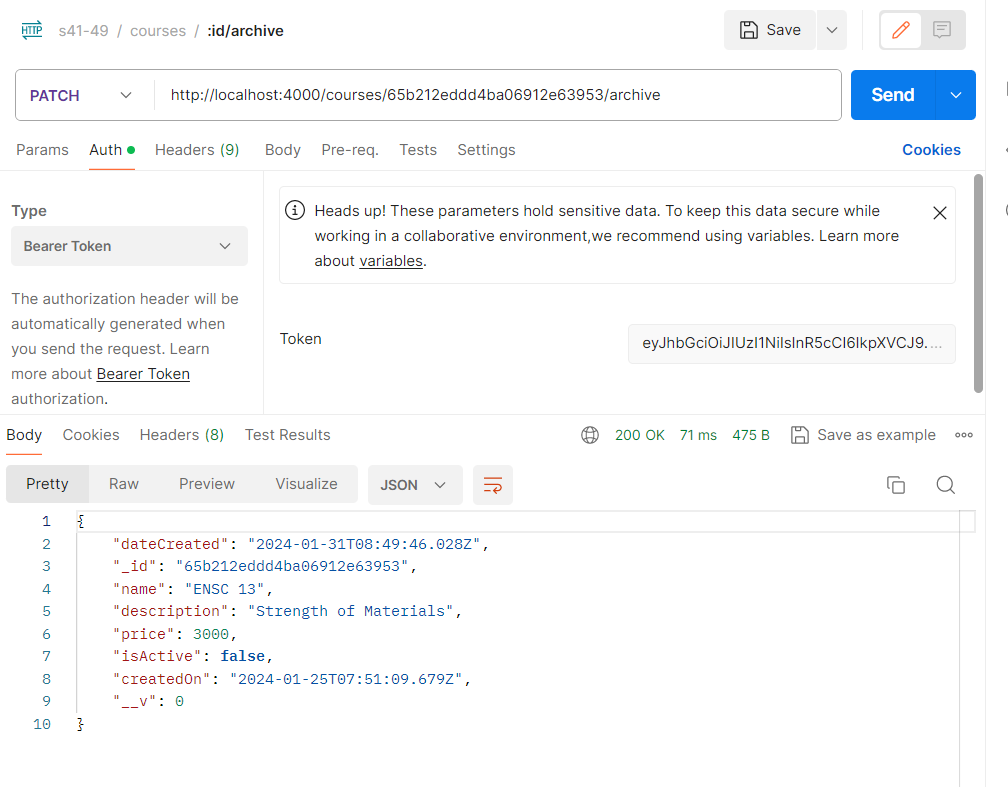 HTTP s41-49 / courses / :id/archive Save
PATCH http://localhost:4000/courses/65b212eddd4ba06912e63953/archive Send
Params Auth Headers (9) Body Pre-req. Tests Settings Cookies
Type
Bearer Token
The authorization header will be
automatically generated when
you send the request. Learn
more about Bearer Token
authorization.
Heads up! These parameters hold sensitive data. To keep this data secure while
working in a collaborative environment,we recommend using variables. Learn more
about variables.
Token eyJhbGciOiJIUzI1NiIsInR5cCI6IkpXVCJ9....
Body Cookies Headers (8) Test Results 200 OK 71 ms 475 B Save as example
Pretty Raw Preview Visualize JSON
1 {
2 "dateCreated": "2024-01-31T08:49:46.028Z",
3 "_id": "65b212eddd4ba06912e63953",
4 "name": "ENSC 13",
5 "description": "Strength of Materials",
6 "price": 3000,
7 "isActive": false,
8 "createdOn": "2024-01-25T07:51:09.679Z",
9 "__v": 0
10 }